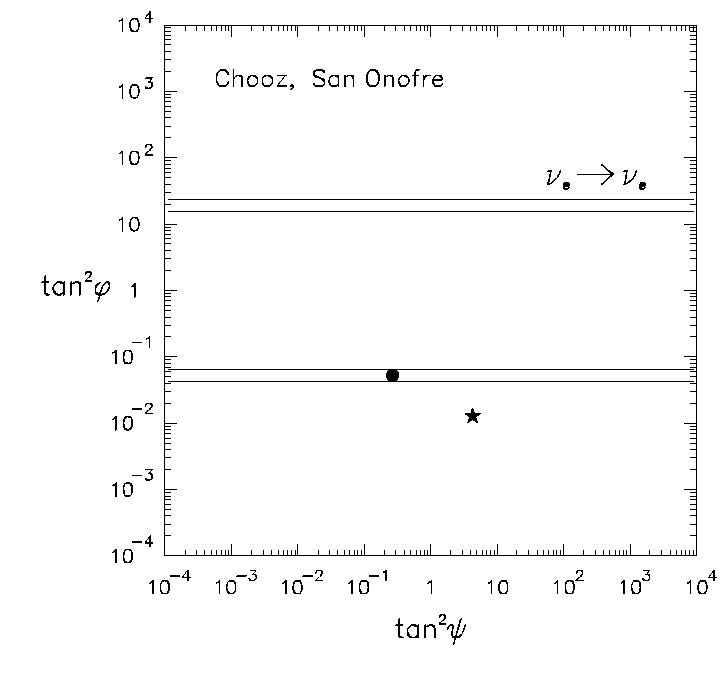 10⁴
Chooz, San Onofre
10³
10²
νₑ → νₑ
10
tan²φ 1
10⁻¹
10⁻²
10⁻³
10⁻⁴
10⁻⁴ 10⁻³ 10⁻² 10⁻¹ 1 10 10² 10³ 10⁴
tan²ψ